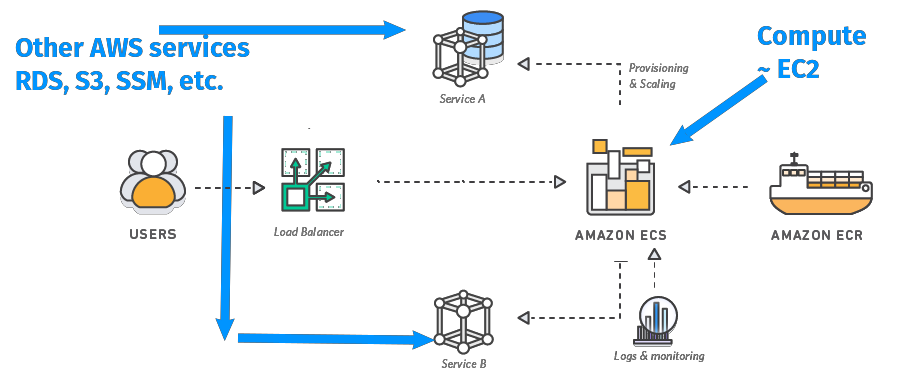 Other AWS services
RDS, S3, SSM, etc.
Compute
~ EC2
Service A
Provisioning
& Scaling
USERS
Load Balancer
AMAZON ECS
AMAZON ECR
Service B
Logs & monitoring